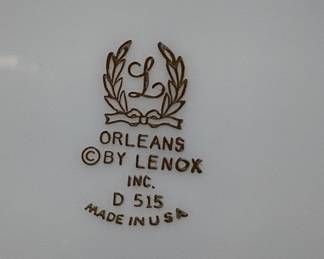 L
ORLEANS
© BY LENOX
INC.
D 515
MADE IN USA